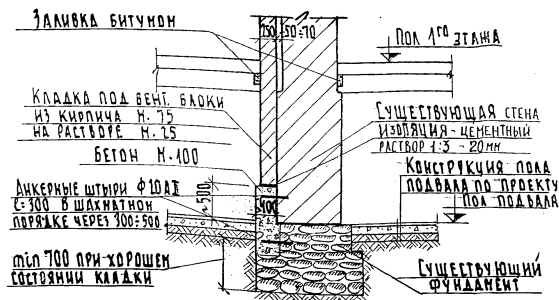 Заливка битумом
250
50÷70
Пол 1го этажа
Кладка под вент. блоки
из кирпича М. 75
на растворе М. 25
Бетон М.100
Существующая стена
Изоляция-цементный
раствор 1:3 - 20мм
Конструкция пола
подвала по проекту
Пол подвала
Анкерные штыри Ф20АII
ℓ=300 в шахматном
порядке через 300÷500
~500
400
min 700 при хорошем
состоянии кладки
Существующий
фундамент